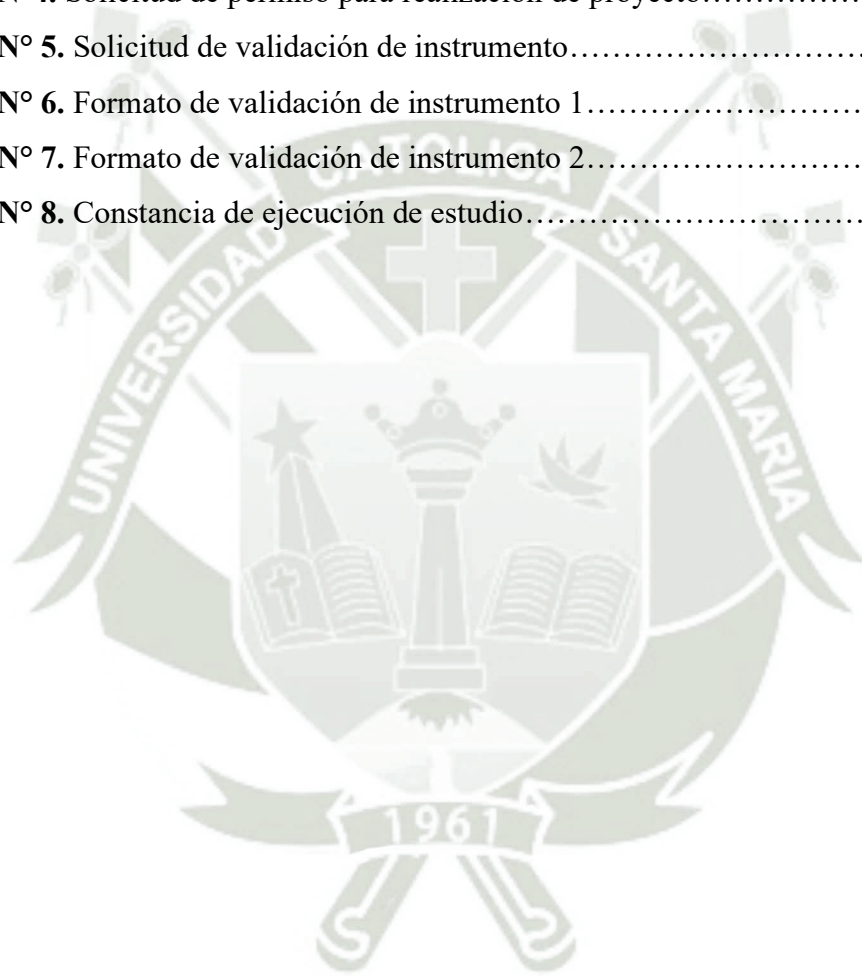 N° 4. Solicitud de permiso para realización de proyecto……………
N° 5. Solicitud de validación de instrumento………………………
N° 6. Formato de validación de instrumento 1………………………
N° 7. Formato de validación de instrumento 2………………………
N° 8. Constancia de ejecución de estudio……………………………
UNIVERSIDAD CATOLICA SANTA MARIA
1961